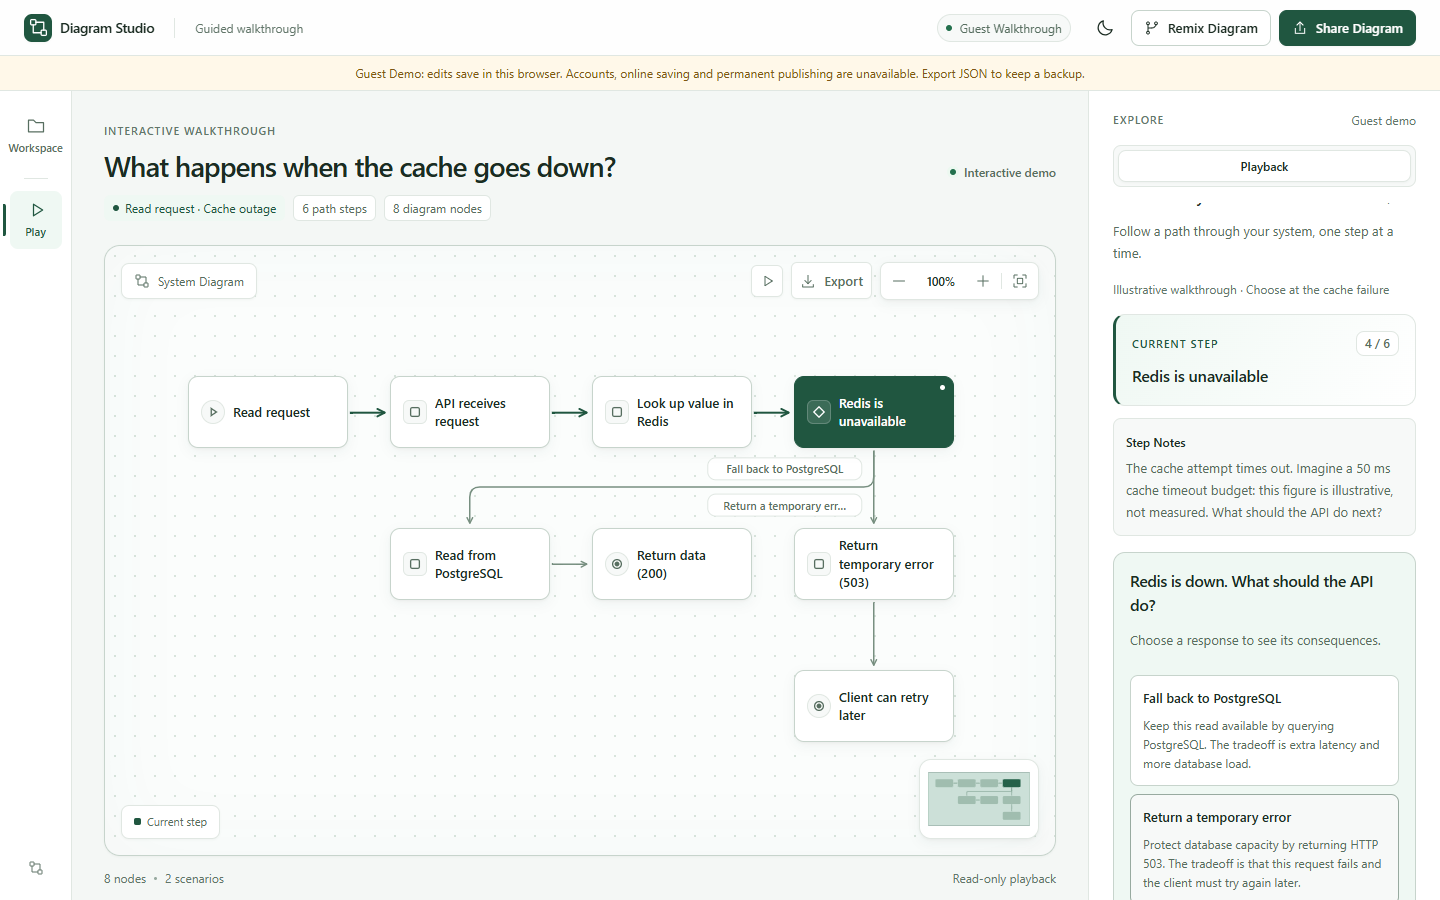 Diagram Studio
Guided walkthrough
Guest Walkthrough
Remix Diagram
Share Diagram
Guest Demo: edits save in this browser. Accounts, online saving and permanent publishing are unavailable. Export JSON to keep a backup.
Workspace
Play
INTERACTIVE WALKTHROUGH
What happens when the cache goes down?
Interactive demo
Read request · Cache outage
6 path steps
8 diagram nodes
System Diagram
Export
100%
Read request
API receives
request
Look up value in
Redis
Redis is
unavailable
Fall back to PostgreSQL
Return a temporary err...
Read from
PostgreSQL
Return data
(200)
Return
temporary error
(503)
Client can retry
later
Current step
8 nodes • 2 scenarios
Read-only playback
EXPLORE
Guest demo
Playback
Follow a path through your system, one step at a
time.
Illustrative walkthrough · Choose at the cache failure
CURRENT STEP
4 / 6
Redis is unavailable
Step Notes
The cache attempt times out. Imagine a 50 ms
cache timeout budget: this figure is illustrative,
not measured. What should the API do next?
Redis is down. What should the API
do?
Choose a response to see its consequences.
Fall back to PostgreSQL
Keep this read available by querying
PostgreSQL. The tradeoff is extra latency and
more database load.
Return a temporary error
Protect database capacity by returning HTTP
503. The tradeoff is that this request fails and
the client must try again later.